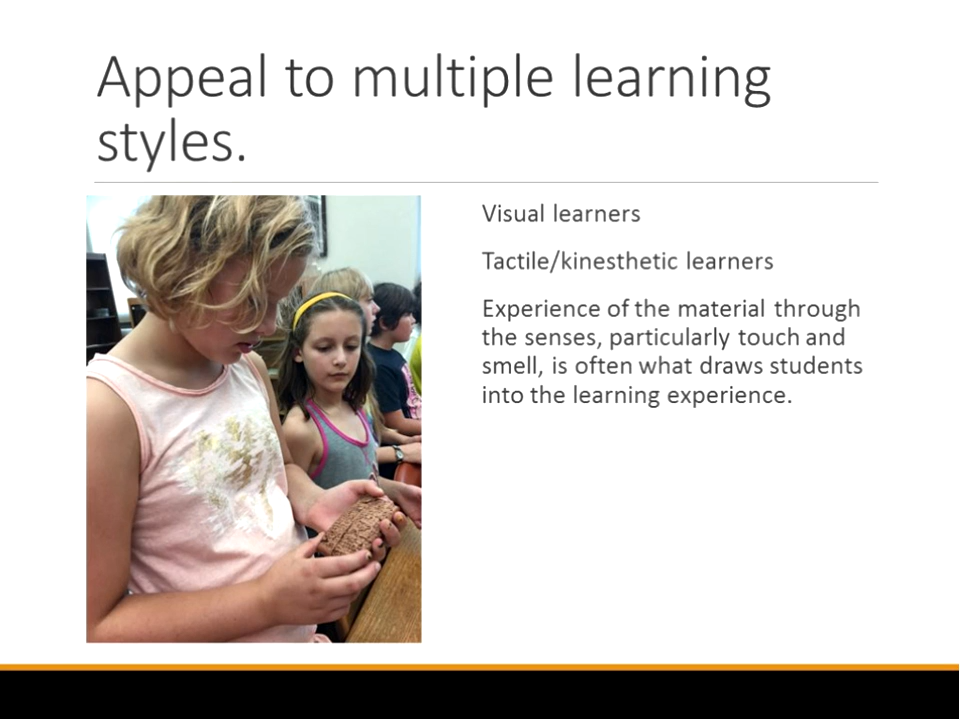 Appeal to multiple learning
styles.
Visual learners
Tactile/kinesthetic learners
Experience of the material through
the senses, particularly touch and
smell, is often what draws students
into the learning experience.